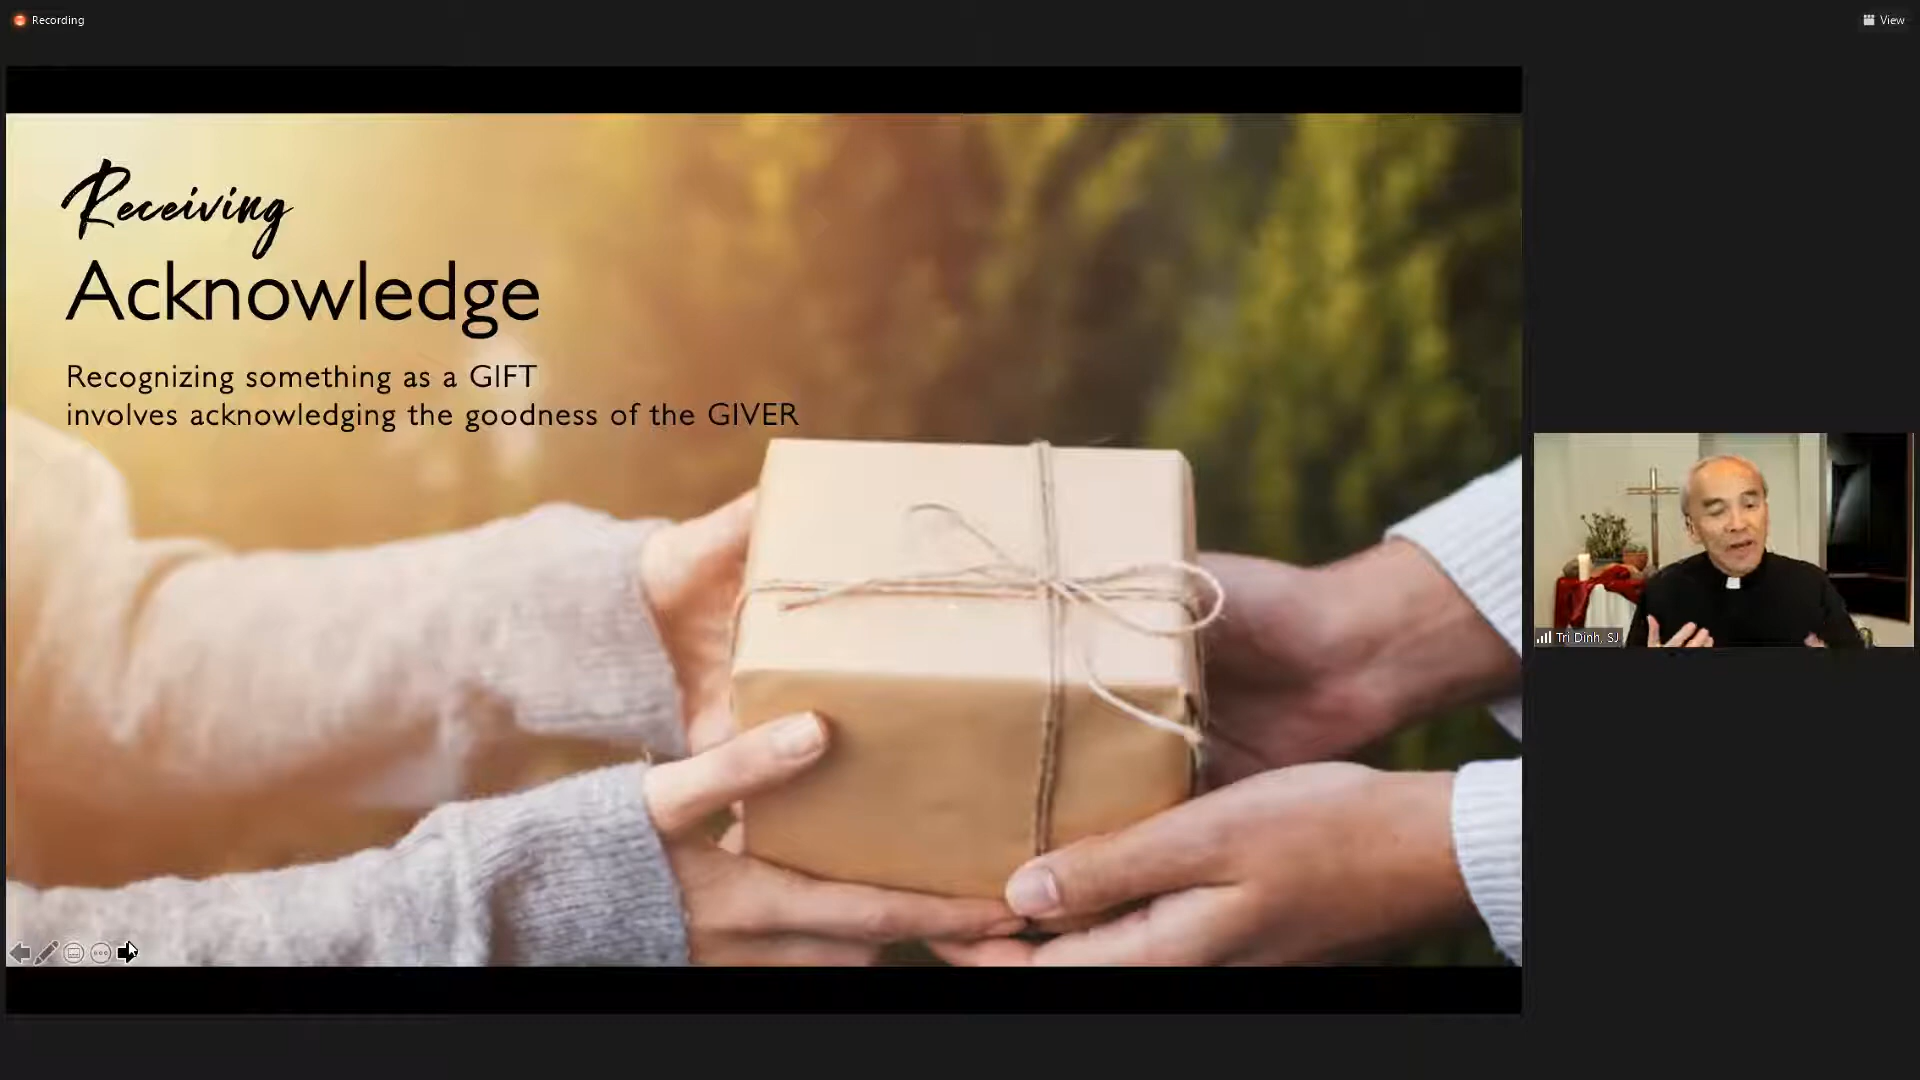 Recording
View
Receiving
Acknowledge
Recognizing something as a GIFT
involves acknowledging the goodness of the GIVER
Tri Dinh, SJ